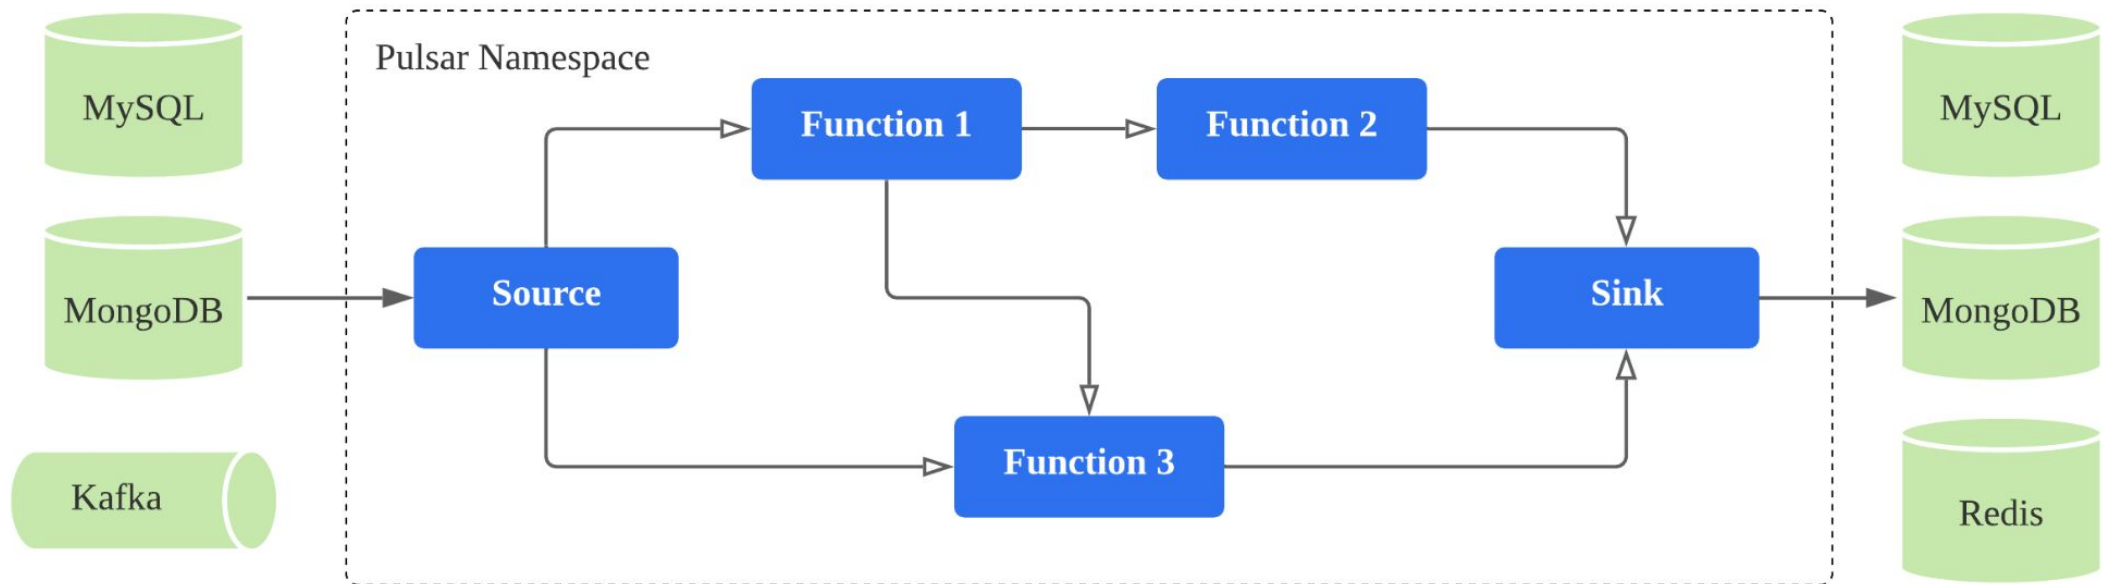 MySQL
MongoDB
Kafka
Pulsar Namespace
Function 1
Function 2
Source
Sink
Function 3
MySQL
MongoDB
Redis